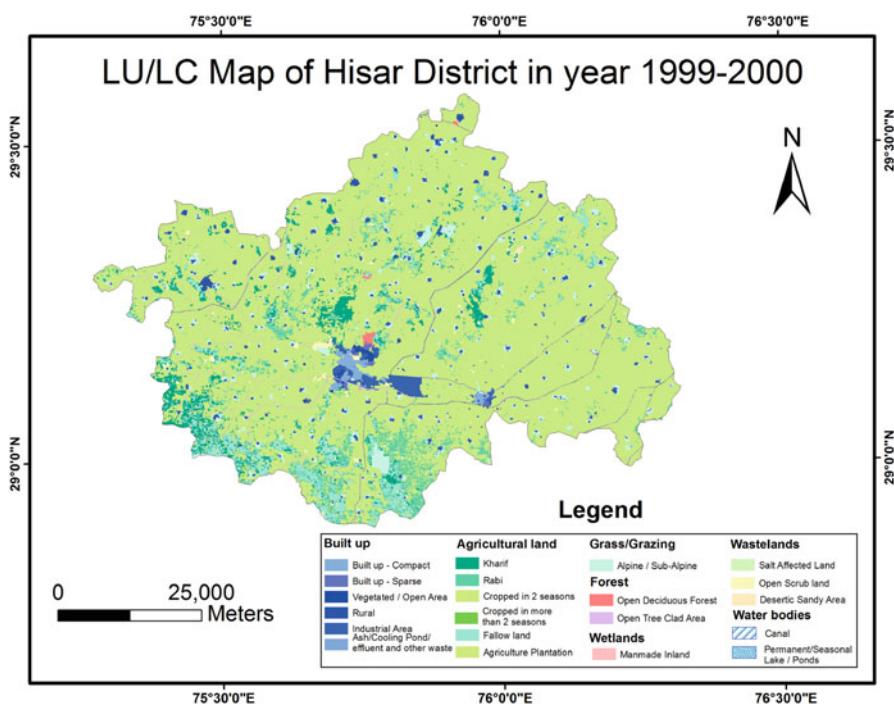 75°30'0"E 76°0'0"E 76°30'0"E
LU/LC Map of Hisar District in year 1999-2000
N
29°30'0"N 29°30'0"N
29°0'0"N 29°0'0"N
Legend
Built up
Built up - Compact
Built up - Sparse
Vegetated / Open Area
Rural
Industrial Area
Ash/Cooling Pond/
effluent and other waste
Agricultural land
Kharif
Rabi
Cropped in 2 seasons
Cropped in more
than 2 seasons
Fallow land
Agriculture Plantation
Grass/Grazing
Alpine / Sub-Alpine
Forest
Open Deciduous Forest
Open Tree Clad Area
Wetlands
Manmade Inland
Wastelands
Salt Affected Land
Open Scrub land
Desertic Sandy Area
Water bodies
Canal
Permanent/Seasonal
Lake / Ponds
0 25,000
Meters
75°30'0"E 76°0'0"E 76°30'0"E